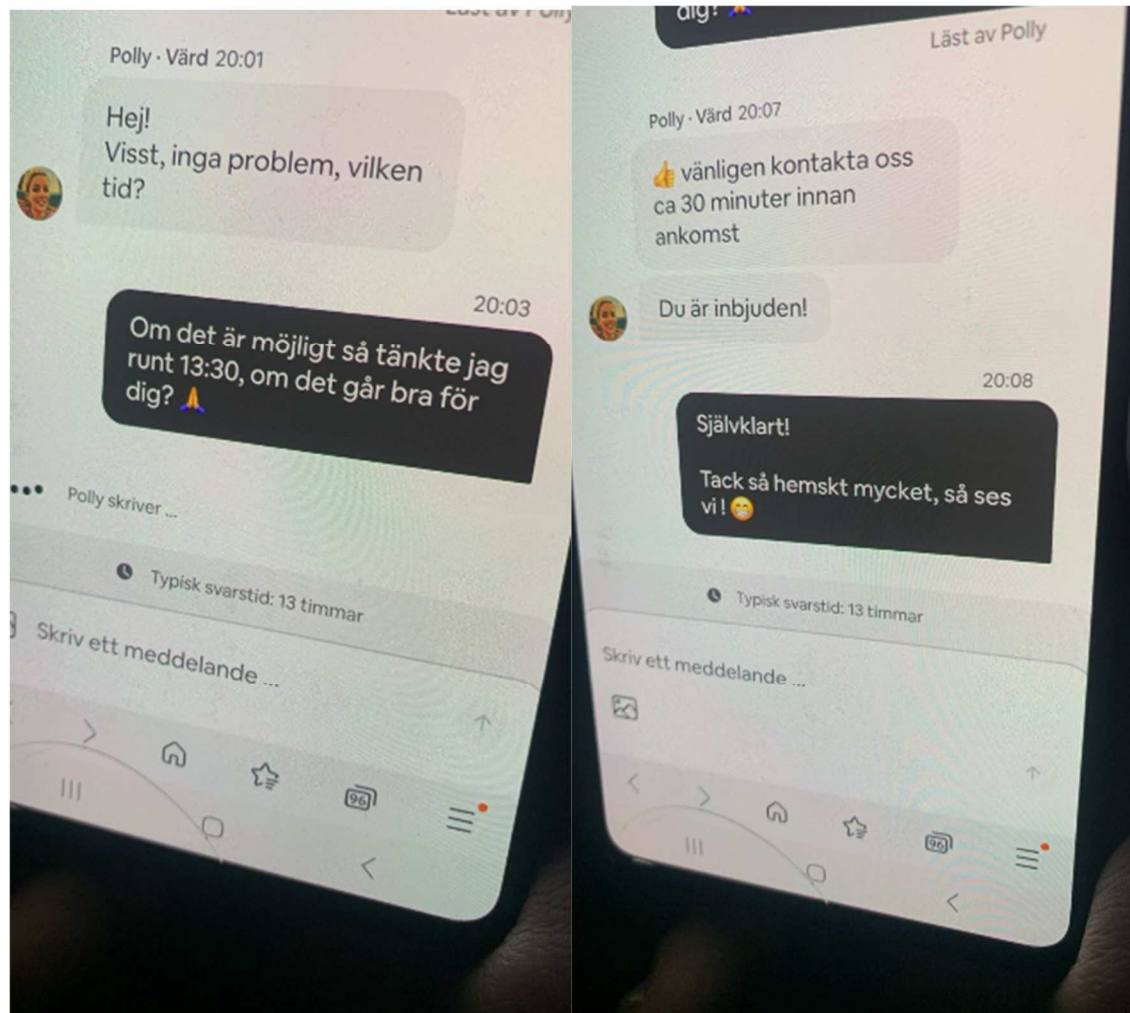 Polly · Värd 20:01
Hej!
Visst, inga problem, vilken
tid?
20:03
Om det är möjligt så tänkte jag
runt 13:30, om det går bra för
dig? 🙏
Polly skriver ...
Typisk svarstid: 13 timmar
Skriv ett meddelande ...
96
dig? 🙏
Läst av Polly
Polly · Värd 20:07
👍 vänligen kontakta oss
ca 30 minuter innan
ankomst
Du är inbjuden!
20:08
Självklart!
Tack så hemskt mycket, så ses
vi! 😁
Typisk svarstid: 13 timmar
Skriv ett meddelande ...
96